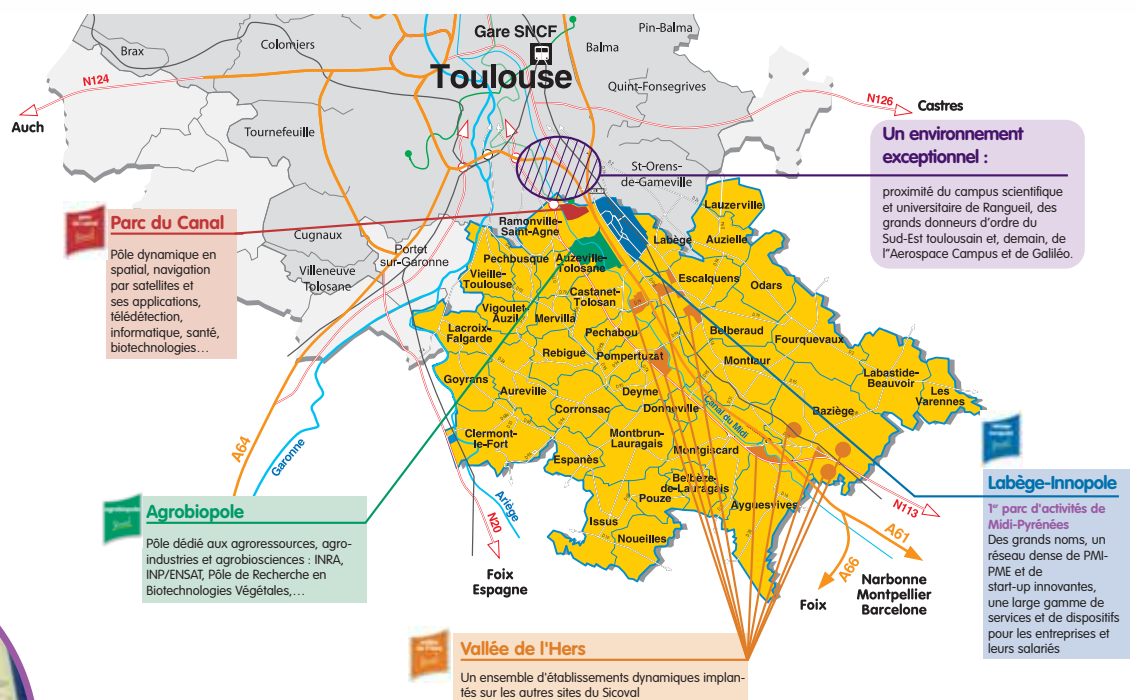 Gare SNCF
Pin-Balma
Brax
Colomiers
Balma
Toulouse
N124
Quint-Fonsegrives
N126
Castres
Auch
Tournefeuille
Un environnement
exceptionnel :
proximité du campus scientifique
et universitaire de Rangueil, des
grands donneurs d'ordre du
Sud-Est toulousain et, demain, de
l'’Aerospace Campus et de Galiléo.
St-Orens-
de-Gameville
Parc du Canal
Pôle dynamique en
spatial, navigation
par satellites et
ses applications,
télédétection,
informatique, santé,
biotechnologies…
Cugnaux
Portet
sur-Garonne
Villeneuve
Tolosane
Ramonville-
Saint-Agne
Lauzerville
Labège
Auzielle
Pechbusque
Auzeville-
Tolosane
Vieille-
Toulouse
Escalquens
Odars
Castanet-
Tolosan
Vigoulet-
Auzil
Mervilla
Lacroix-
Falgarde
Pechabou
Belberaud
Fourquevaux
Rebigue
Pompertuzat
Montlaur
Labastide-
Beauvoir
Les
Varennes
Goyrans
Aureville
Deyme
Corronsac
Donneville
Canal du Midi
Baziège
Clermont-
le-Fort
Montbrun-
Lauragais
Montgiscard
Espanès
Belbèze-
de-Lauragais
Pouze
Ayguesvives
Issus
Noueilles
A64
Garonne
Ariège
N20
N113
A61
A66
Foix
Espagne
Foix
Narbonne
Montpellier
Barcelone
Agrobiopole
Pôle dédié aux agroressources, agro-
industries et agrobiosciences : INRA,
INP/ENSAT, Pôle de Recherche en
Biotechnologies Végétales,…
Labège-Innopole
1er parc d'activités de
Midi-Pyrénées
Des grands noms, un
réseau dense de PMI-
PME et de
start-up innovantes,
une large gamme de
services et de dispositifs
pour les entreprises et
leurs salariés
Vallée de l'Hers
Un ensemble d'établissements dynamiques implan-
tés sur les autres sites du Sicoval